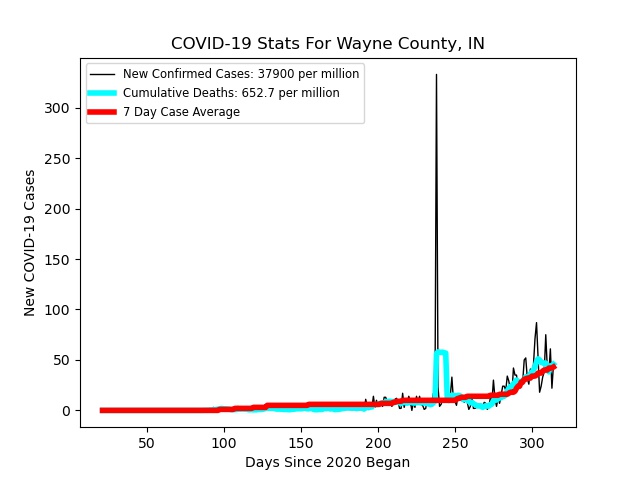 COVID-19 Stats For Wayne County, IN
New Confirmed Cases: 37900 per million
Cumulative Deaths: 652.7 per million
7 Day Case Average
New COVID-19 Cases
300
250
200
150
100
50
0
50 100 150 200 250 300
Days Since 2020 Began